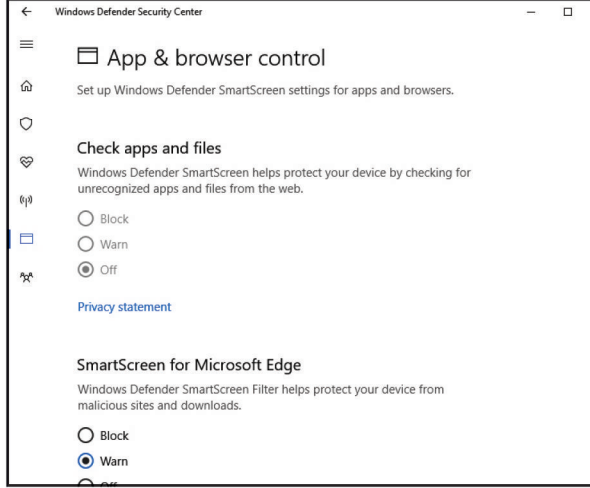 Windows Defender Security Center
App & browser control
Set up Windows Defender SmartScreen settings for apps and browsers.
Check apps and files
Windows Defender SmartScreen helps protect your device by checking for
unrecognized apps and files from the web.
Block
Warn
Off
Privacy statement
SmartScreen for Microsoft Edge
Windows Defender SmartScreen Filter helps protect your device from
malicious sites and downloads.
Block
Warn
Off